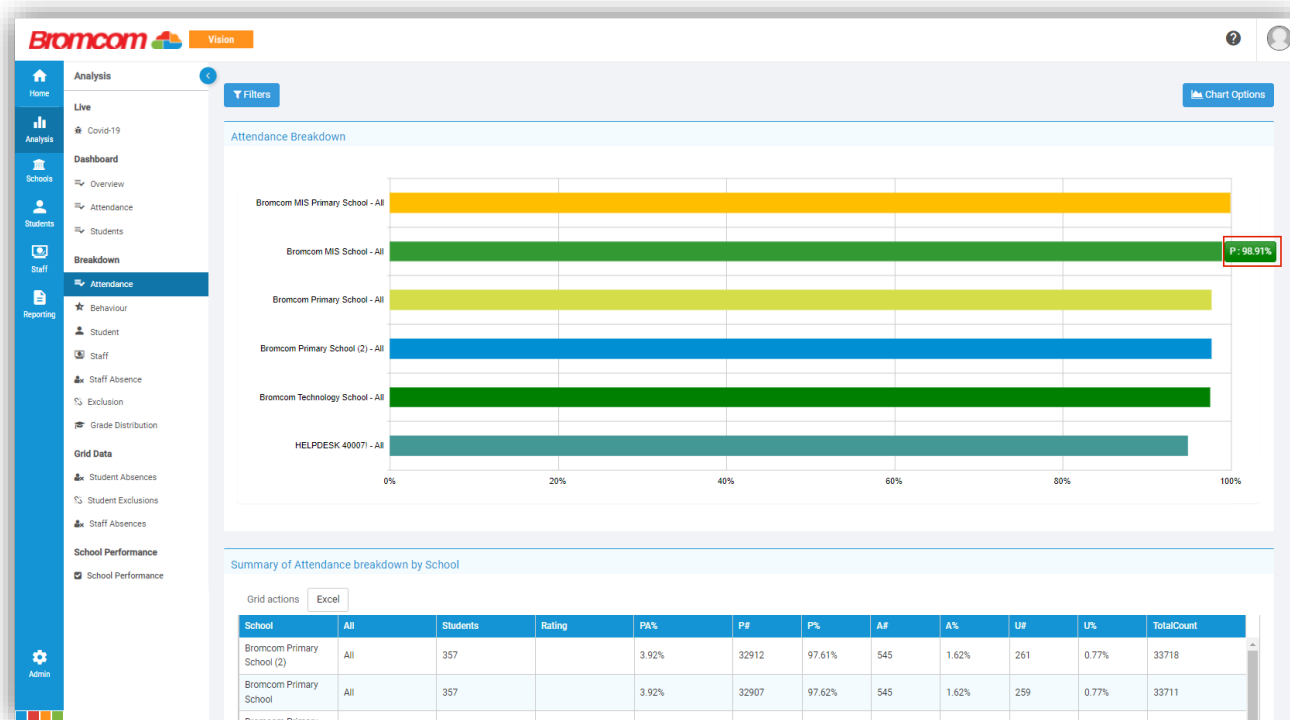 Bromcom
Vision
?
Home
Analysis
Schools
Students
Staff
Reporting
Admin
Analysis
Live
Covid-19
Dashboard
Overview
Attendance
Students
Breakdown
Attendance
Behaviour
Student
Staff
Staff Absence
Exclusion
Grade Distribution
Grid Data
Student Absences
Student Exclusions
Staff Absences
School Performance
School Performance
Filters
Chart Options
Attendance Breakdown
Bromcom MIS Primary School - All
Bromcom MIS School - All
P : 98.91%
Bromcom Primary School - All
Bromcom Primary School (2) - All
Bromcom Technology School - All
HELPDESK 40007! - All
0% 20% 40% 60% 80% 100%
Summary of Attendance breakdown by School
Grid actions Excel
School All Students Rating PA% P# P% A# A% U# U% TotalCount
Bromcom Primary
School (2) All 357 3.92% 32912 97.61% 545 1.62% 261 0.77% 33718
Bromcom Primary
School All 357 3.92% 32907 97.62% 545 1.62% 259 0.77% 33711
Bromcom Primary